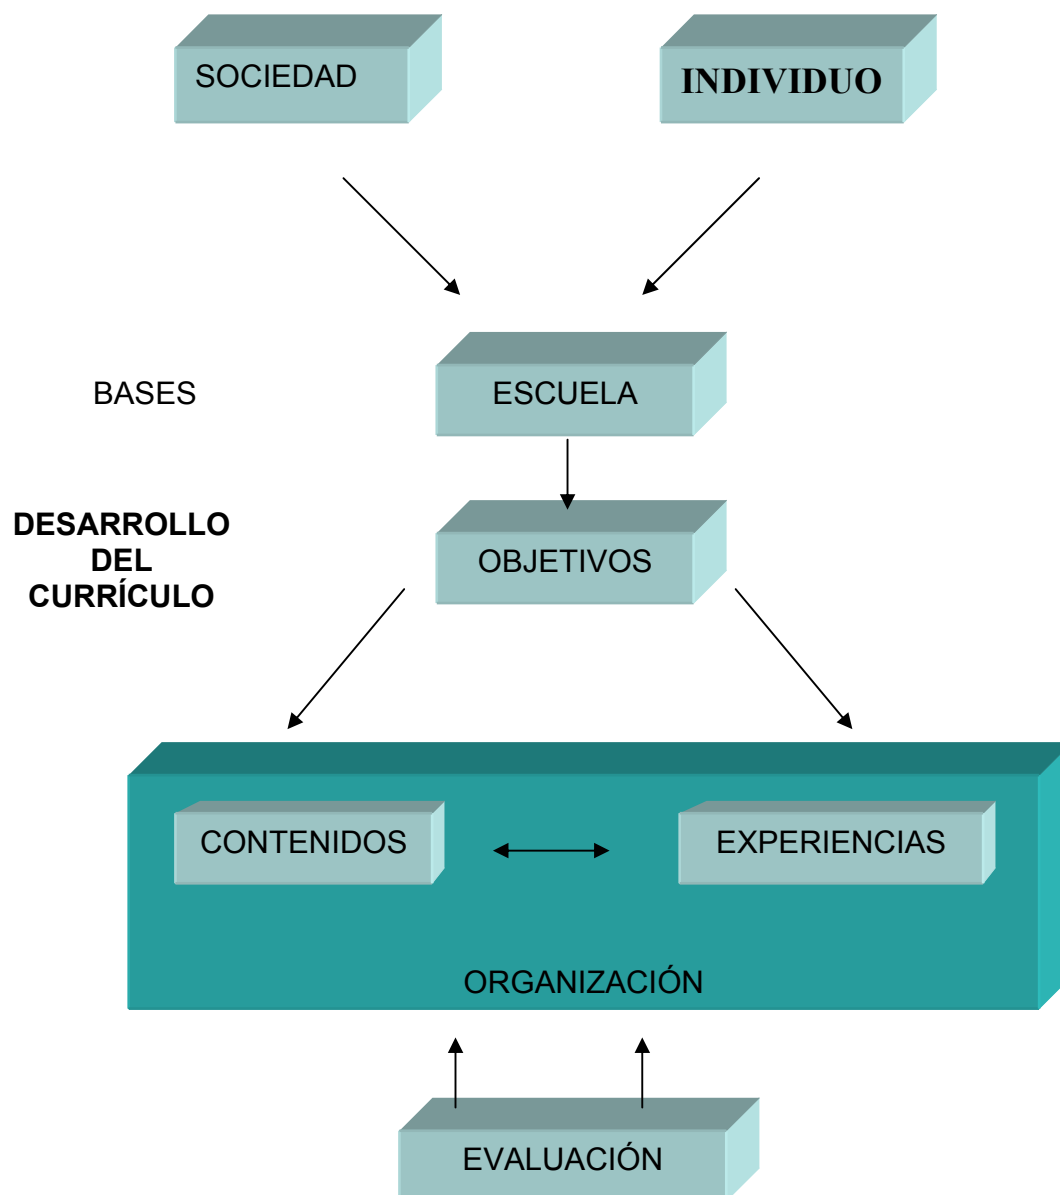 SOCIEDAD
INDIVIDUO
BASES
ESCUELA
DESARROLLO
DEL
CURRÍCULO
OBJETIVOS
CONTENIDOS
EXPERIENCIAS
ORGANIZACIÓN
EVALUACIÓN